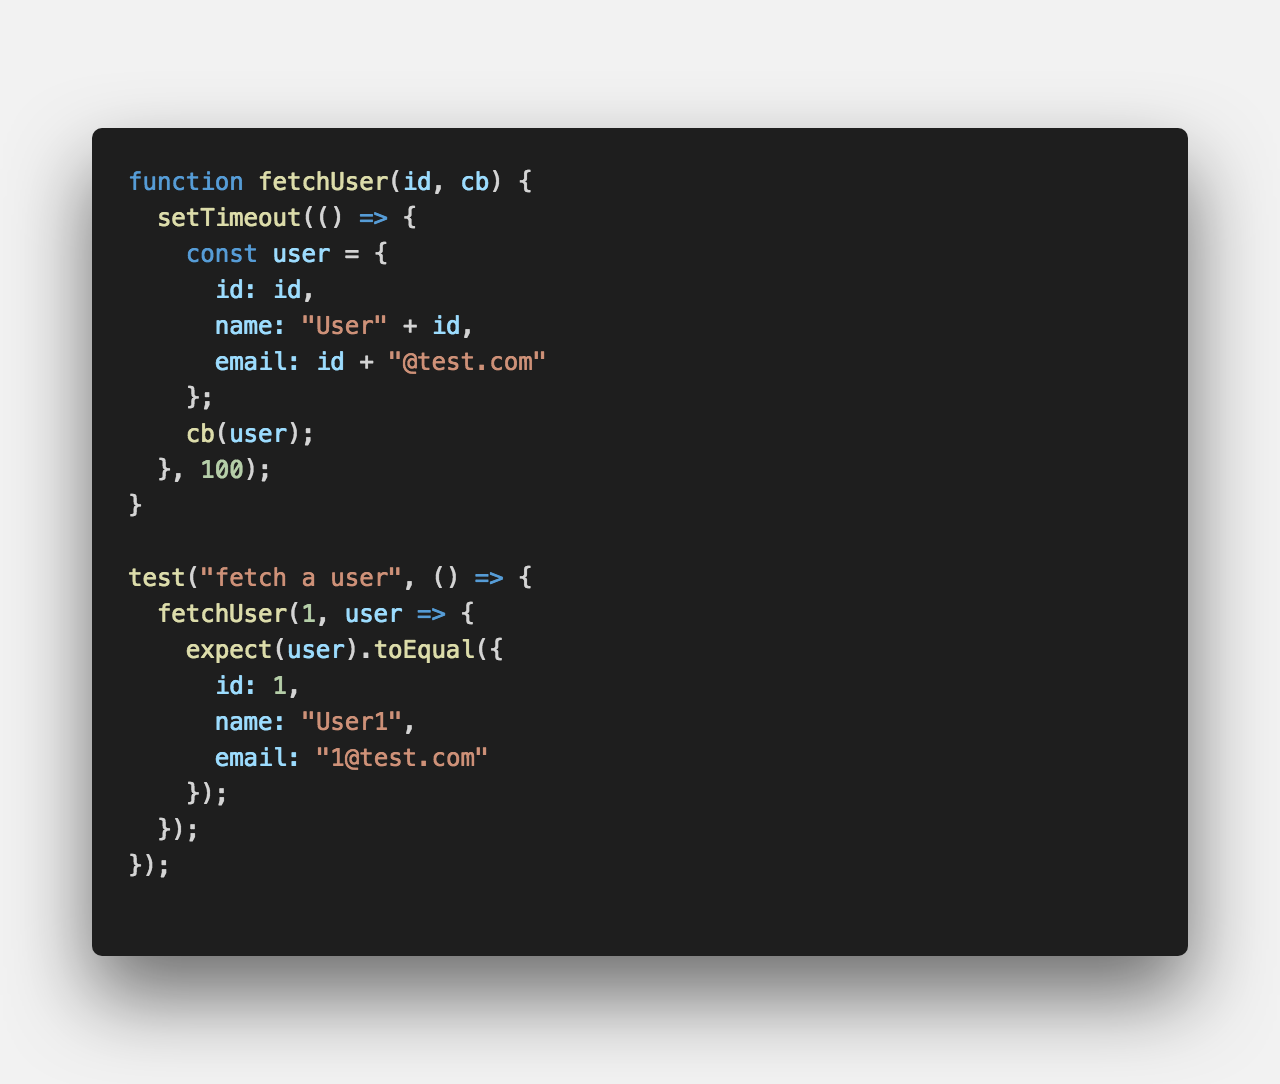 function fetchUser(id, cb) {
  setTimeout(() => {
    const user = {
      id: id,
      name: "User" + id,
      email: id + "@test.com"
    };
    cb(user);
  }, 100);
}

test("fetch a user", () => {
  fetchUser(1, user => {
    expect(user).toEqual({
      id: 1,
      name: "User1",
      email: "1@test.com"
    });
  });
});